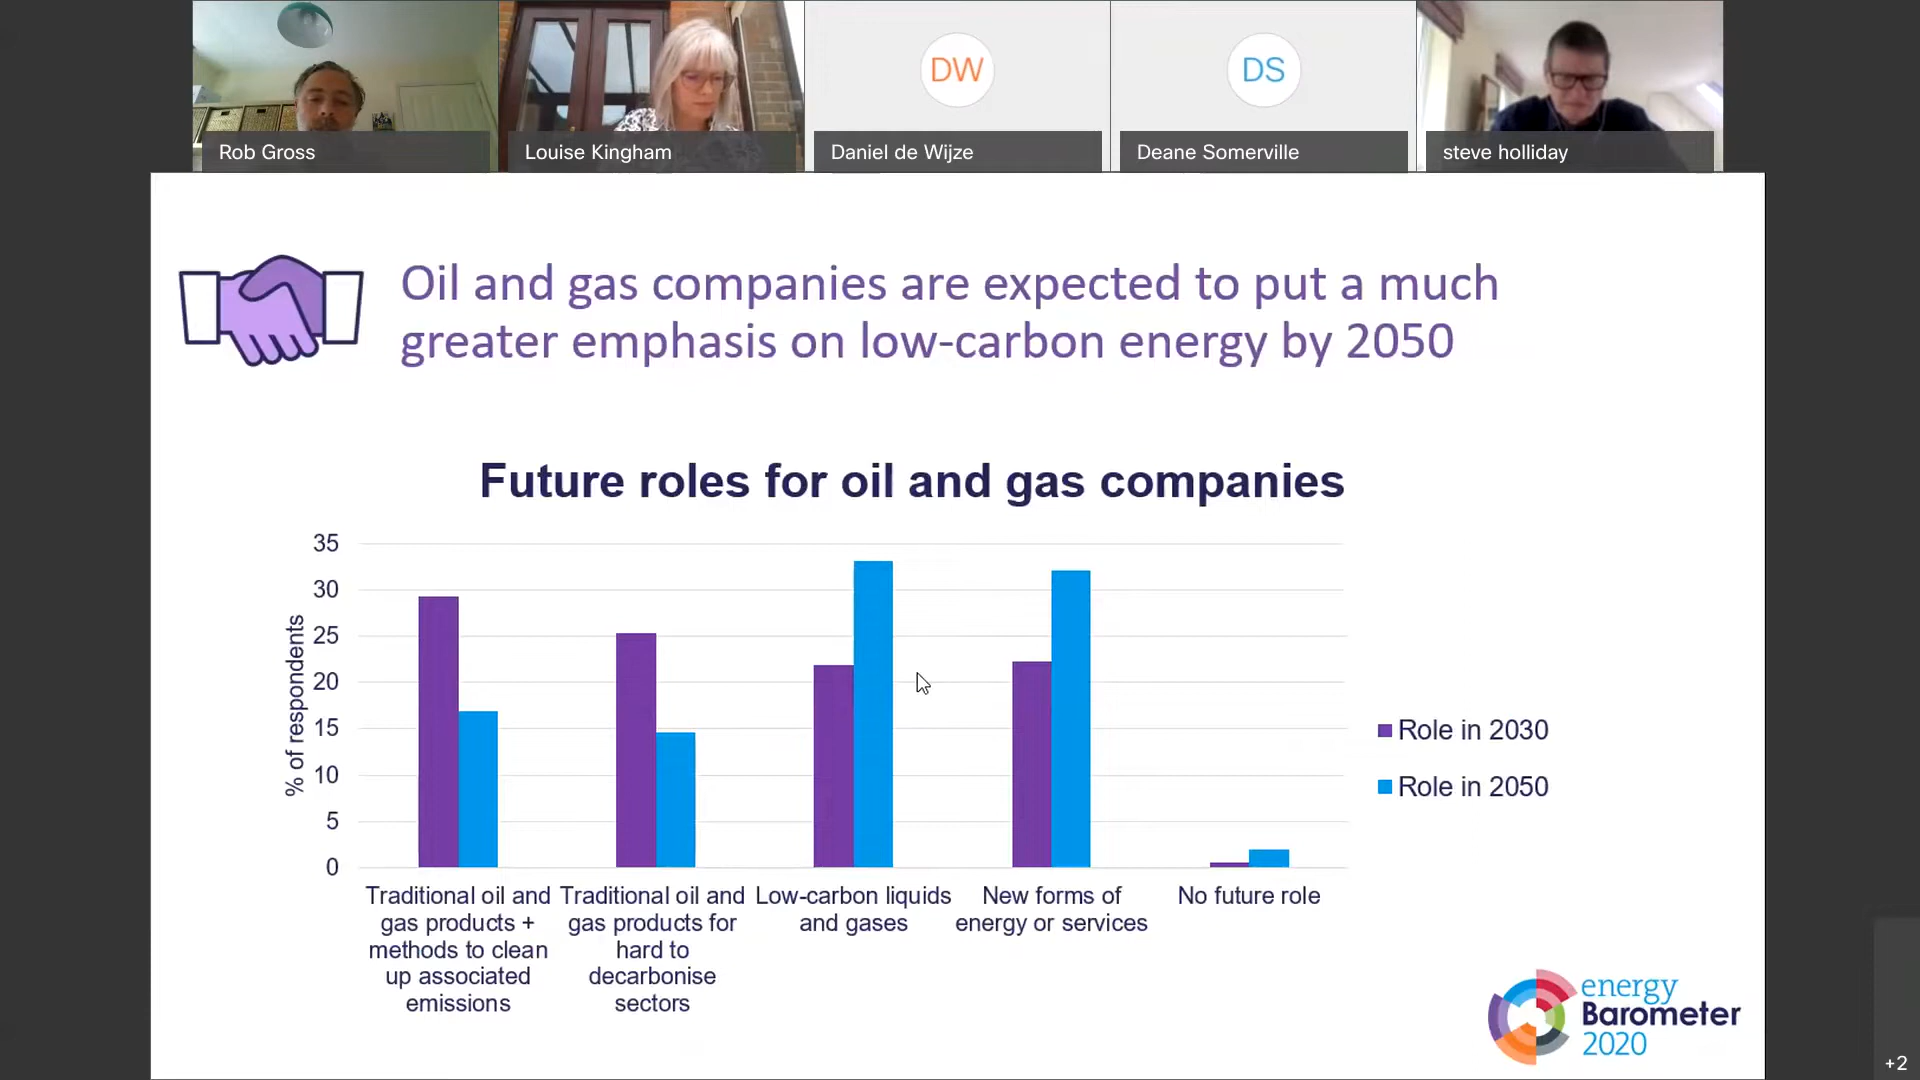 DW
DS
Rob Gross
Louise Kingham
Daniel de Wijze
Deane Somerville
steve holliday
Oil and gas companies are expected to put a much
greater emphasis on low-carbon energy by 2050
Future roles for oil and gas companies
% of respondents
35
30
25
20
15
10
5
0
Traditional oil and
gas products +
methods to clean
up associated
emissions
Traditional oil and
gas products for
hard to
decarbonise
sectors
Low-carbon liquids
and gases
New forms of
energy or services
No future role
Role in 2030
Role in 2050
energy
Barometer
2020
+2